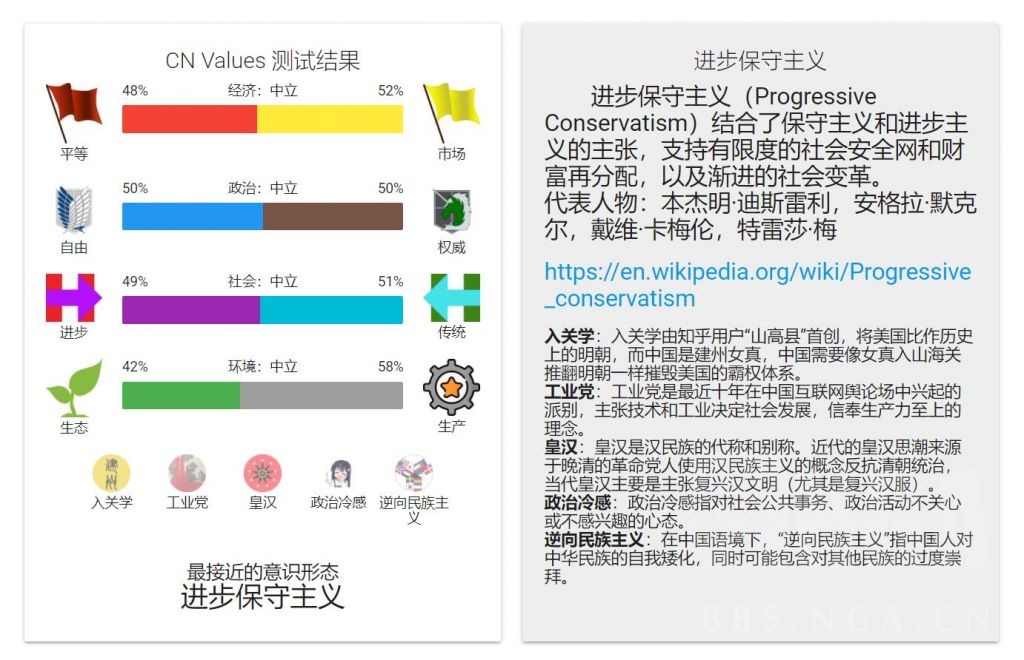 CN Values 测试结果
48% 经济：中立 52%
平等 市场
50% 政治：中立 50%
自由 权威
49% 社会：中立 51%
进步 传统
42% 环境：中立 58%
生态 生产
入关学 工业党 皇汉 政治冷感 逆向民族主
义
最接近的意识形态
进步保守主义
进步保守主义
进步保守主义（Progressive
Conservatism）结合了保守主义和进步主
义的主张，支持有限度的社会安全网和财
富再分配，以及渐进的社会变革。
代表人物：本杰明·迪斯雷利，安格拉·默克
尔，戴维·卡梅伦，特雷莎·梅
https://en.wikipedia.org/wiki/Progressive
_conservatism
入关学：入关学由知乎用户“山高县”首创，将美国比作历史
上的明朝，而中国是建州女真，中国需要像女真入山海关
推翻明朝一样摧毁美国的霸权体系。
工业党：工业党是最近十年在中国互联网舆论场中兴起的
派别，主张技术和工业决定社会发展，信奉生产力至上的
理念。
皇汉：皇汉是汉民族的代称和别称。近代的皇汉思潮来源
于晚清的革命党人使用汉民族主义的概念反抗清朝统治，
当代皇汉主要是主张复兴汉文明（尤其是复兴汉服）。
政治冷感：政治冷感指对社会公共事务、政治活动不关心
或不感兴趣的心态。
逆向民族主义：在中国语境下，“逆向民族主义”指中国人对
中华民族的自我矮化，同时可能包含对其他民族的过度崇
拜。
BBS.NGA.CN